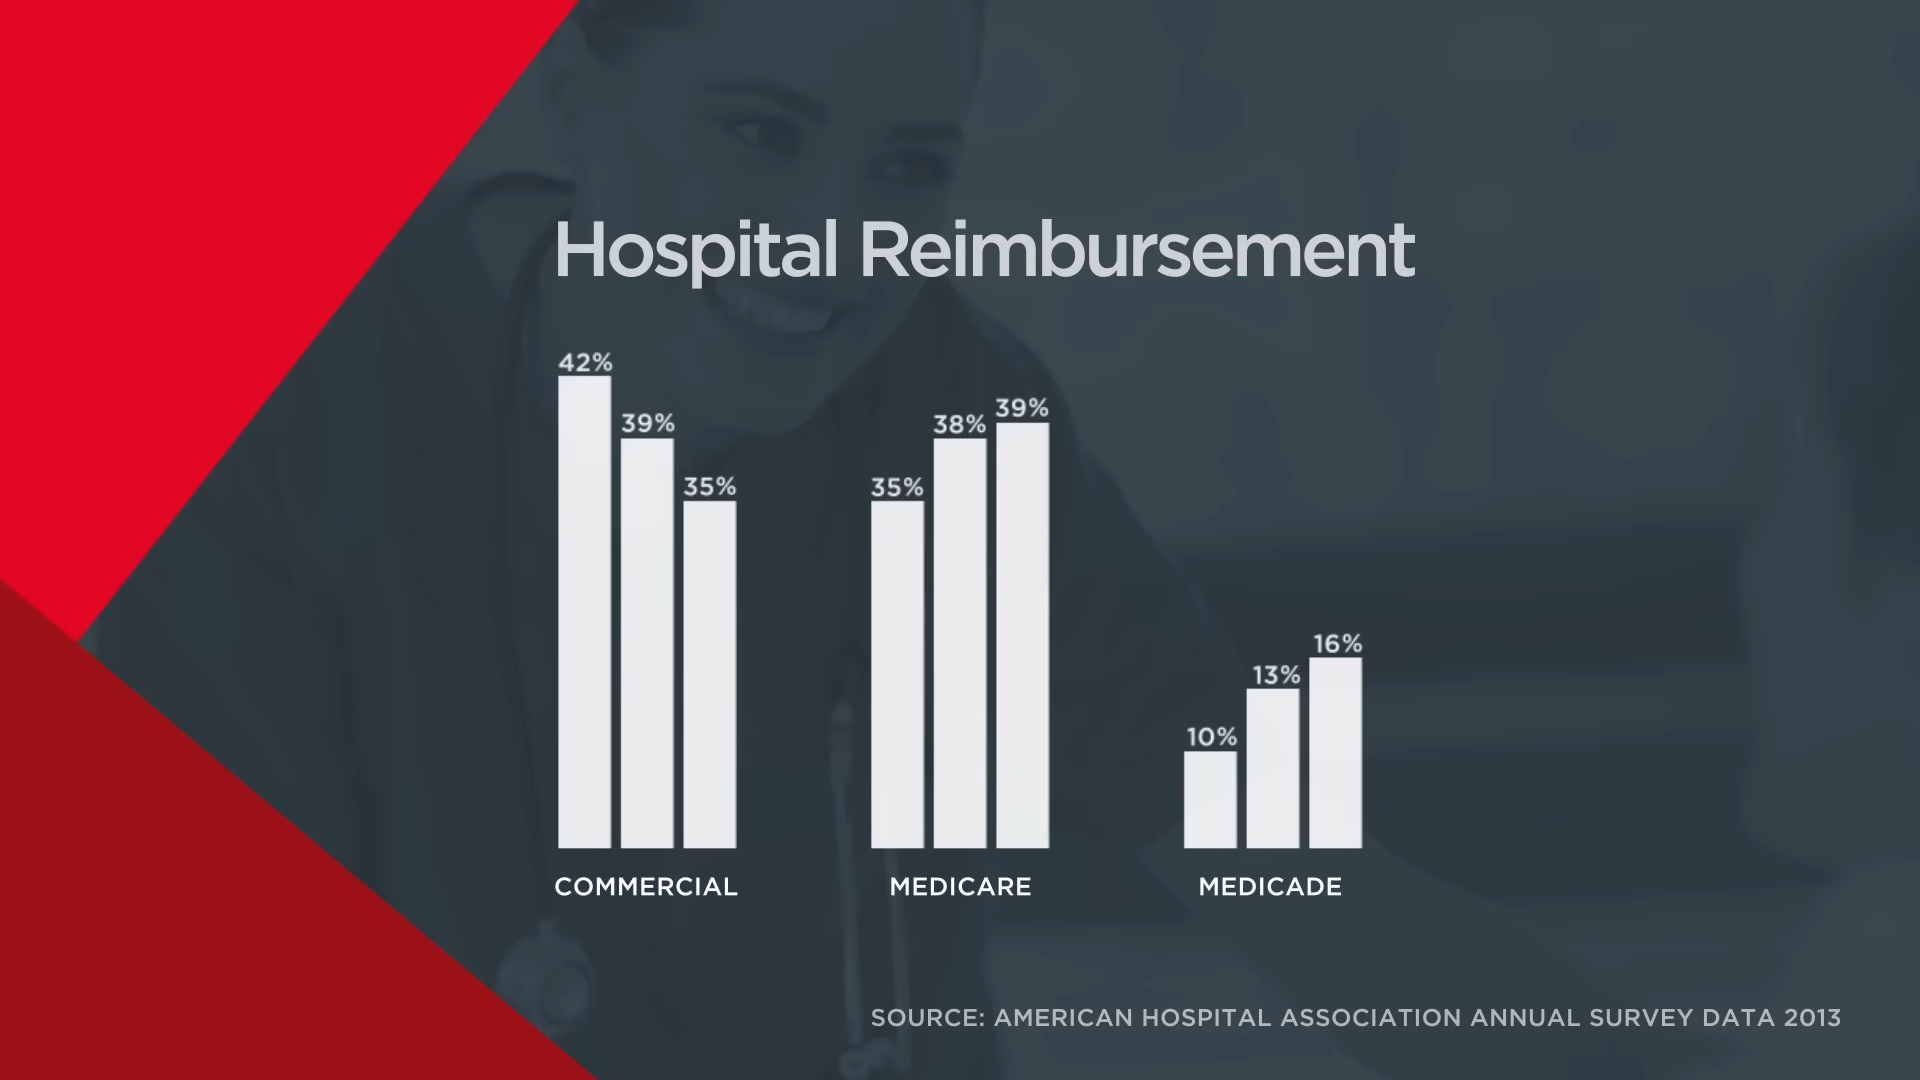 Hospital Reimbursement
42%
39%
35%
35%
38%
39%
10%
13%
16%
COMMERCIAL
MEDICARE
MEDICADE
SOURCE: AMERICAN HOSPITAL ASSOCIATION ANNUAL SURVEY DATA 2013